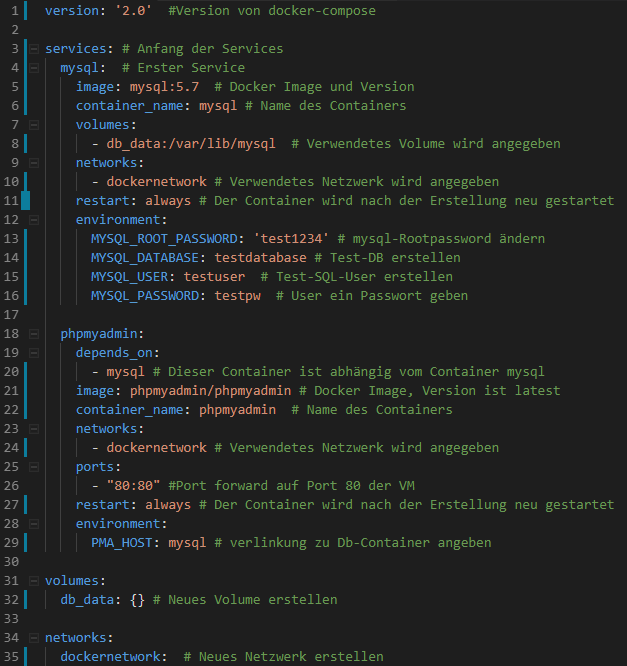 1 version: '2.0'  #Version von docker-compose
2
3 services: # Anfang der Services
4   mysql:  # Erster Service
5     image: mysql:5.7  # Docker Image und Version
6     container_name: mysql # Name des Containers
7     volumes:
8       - db_data:/var/lib/mysql  # Verwendetes Volume wird angegeben
9     networks:
10       - dockernetwork # Verwendetes Netzwerk wird angegeben
11     restart: always # Der Container wird nach der Erstellung neu gestartet
12     environment:
13       MYSQL_ROOT_PASSWORD: 'test1234' # mysql-Rootpassword ändern
14       MYSQL_DATABASE: testdatabase # Test-DB erstellen
15       MYSQL_USER: testuser  # Test-SQL-User erstellen
16       MYSQL_PASSWORD: testpw  # User ein Passwort geben
17
18   phpmyadmin:
19     depends_on:
20       - mysql # Dieser Container ist abhängig vom Container mysql
21     image: phpmyadmin/phpmyadmin # Docker Image, Version ist latest
22     container_name: phpmyadmin  # Name des Containers
23     networks:
24       - dockernetwork # Verwendetes Netzwerk wird angegeben
25     ports:
26       - "80:80" #Port forward auf Port 80 der VM
27     restart: always # Der Container wird nach der Erstellung neu gestartet
28     environment:
29       PMA_HOST: mysql # verlinkung zu Db-Container angeben
30
31 volumes:
32   db_data: {} # Neues Volume erstellen
33
34 networks:
35   dockernetwork:  # Neues Netzwerk erstellen